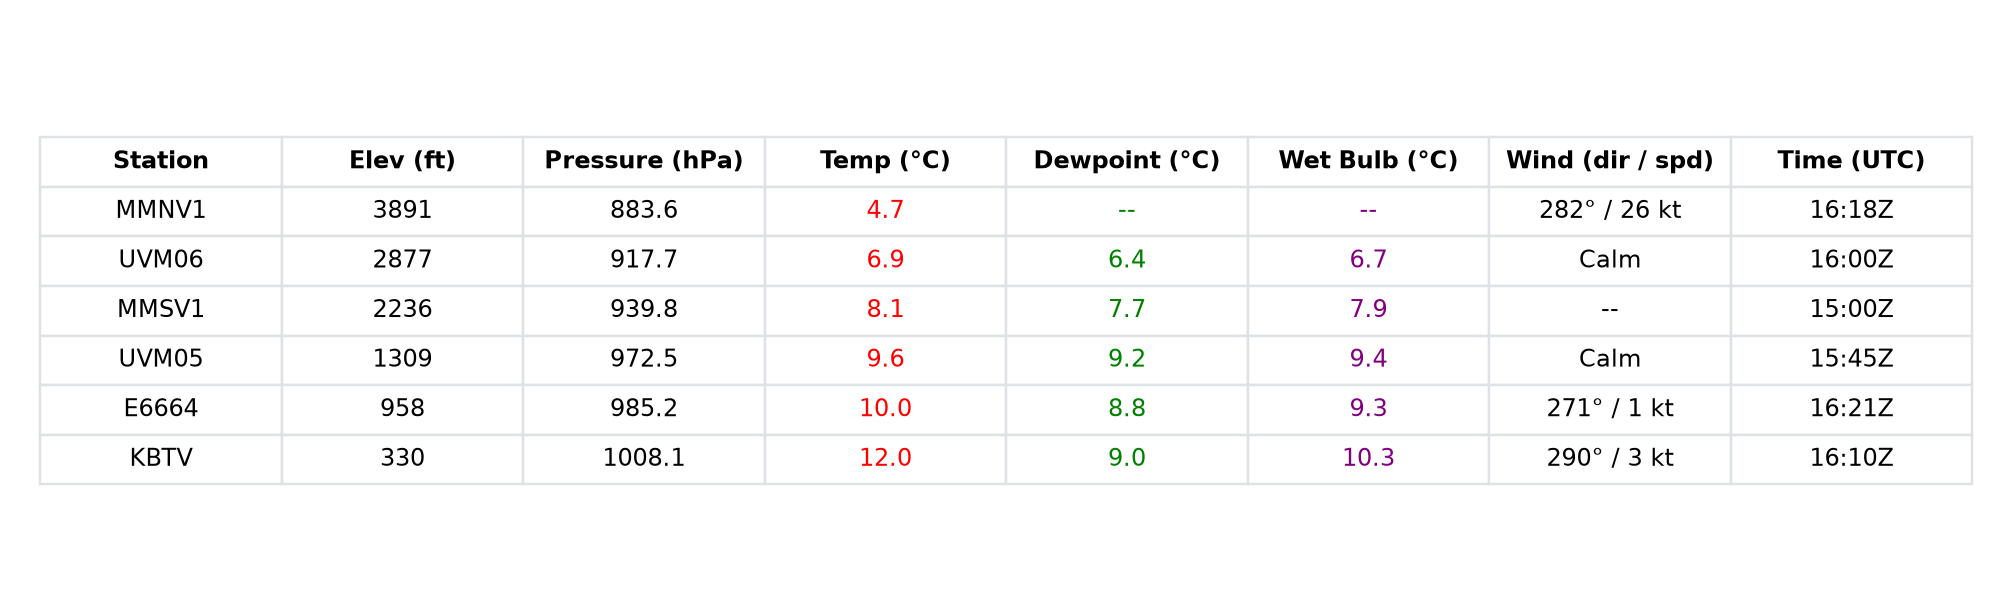 Station Elev (ft) Pressure (hPa) Temp (°C) Dewpoint (°C) Wet Bulb (°C) Wind (dir / spd) Time (UTC)
MMNV1 3891 883.6 4.7 -- -- 282° / 26 kt 16:18Z
UVM06 2877 917.7 6.9 6.4 6.7 Calm 16:00Z
MMSV1 2236 939.8 8.1 7.7 7.9 -- 15:00Z
UVM05 1309 972.5 9.6 9.2 9.4 Calm 15:45Z
E6664 958 985.2 10.0 8.8 9.3 271° / 1 kt 16:21Z
KBTV 330 1008.1 12.0 9.0 10.3 290° / 3 kt 16:10Z